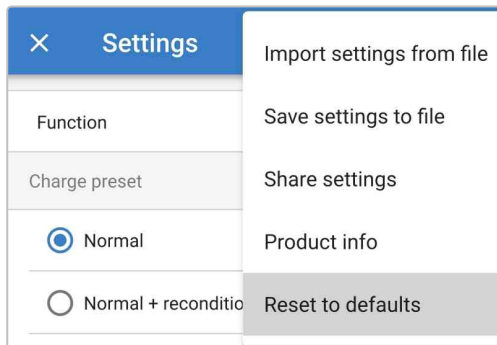 Settings
Function
Charge preset
Normal
Normal + reconditio
Import settings from file
Save settings to file
Share settings
Product info
Reset to defaults